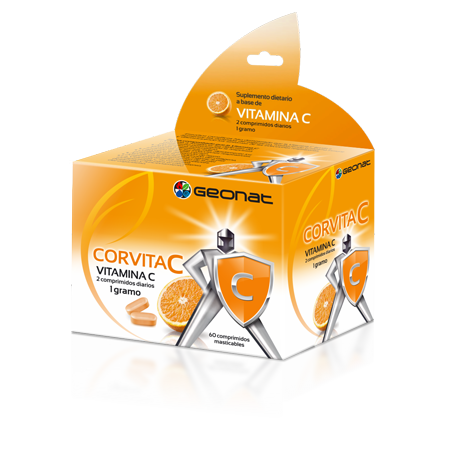 GEONAT
Suplemento dietario
a base de
VITAMINA C
2 comprimidos diarios
1 gramo
GEONAT
CORVITA C
VITAMINA C
2 comprimidos diarios
1 gramo
C
60 comprimidos
masticables
CORVITA C
VITAMINA C
2 comprimidos diarios
1 gramo
C